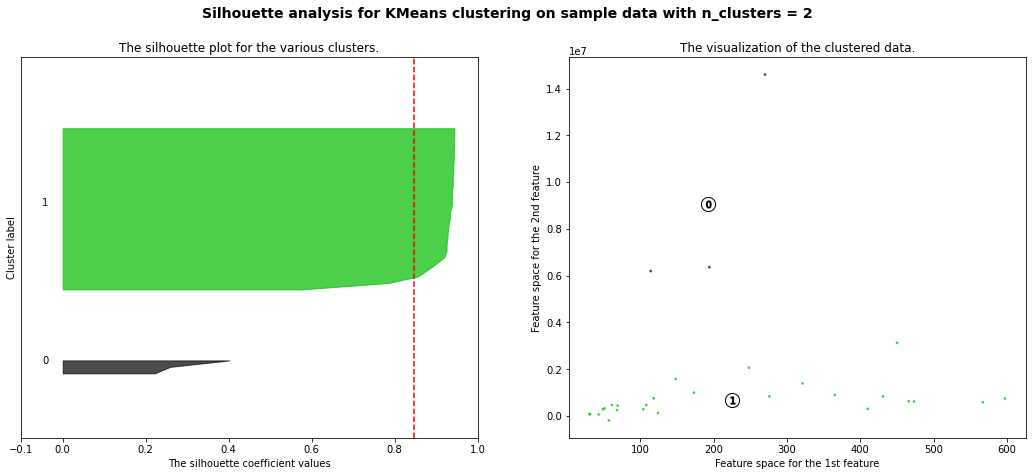 Silhouette analysis for KMeans clustering on sample data with n_clusters = 2
The silhouette plot for the various clusters.
Cluster label
1
0
−0.1 0.0 0.2 0.4 0.6 0.8 1.0
The silhouette coefficient values
The visualization of the clustered data.
1e7
Feature space for the 2nd feature
1.4
1.2
1.0
0.8
0.6
0.4
0.2
0.0
0
1
100 200 300 400 500 600
Feature space for the 1st feature